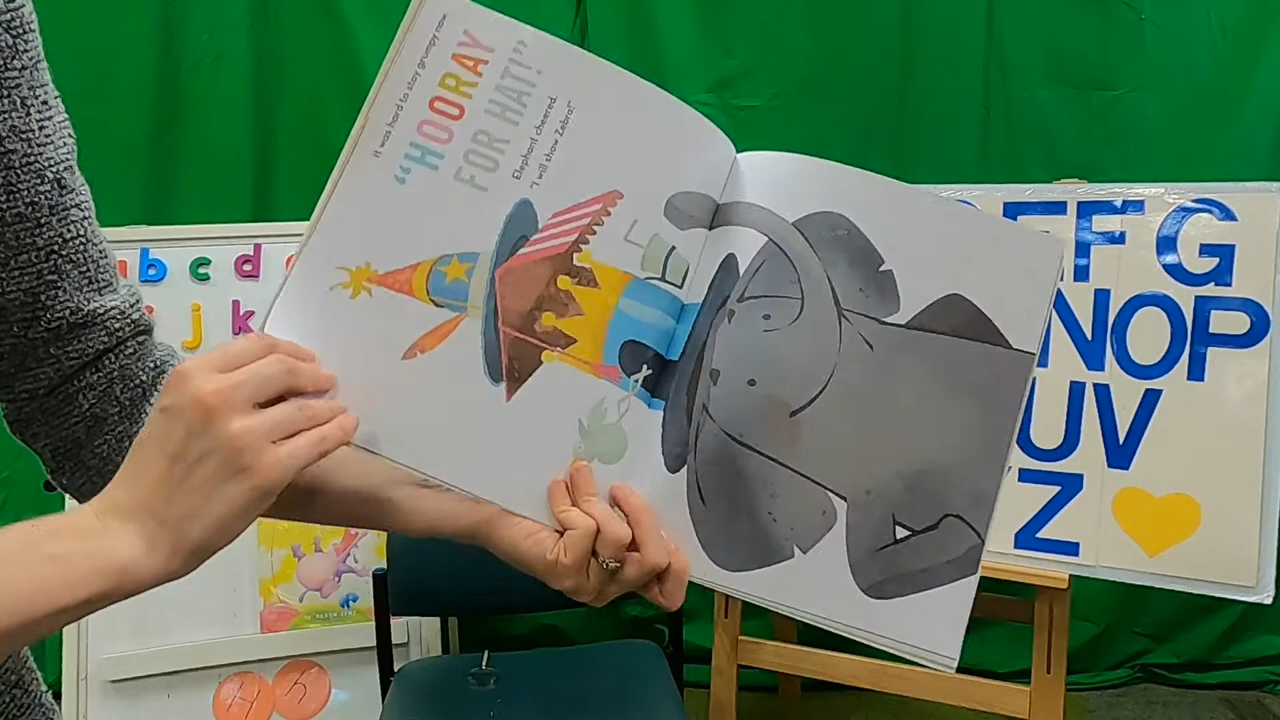 It was hard to stay grumpy now.
"HOORAY
FOR HAT!"
Elephant cheered.
"I will show Zebra!"
b c d
j k
F G
N O P
U V
Z
H h